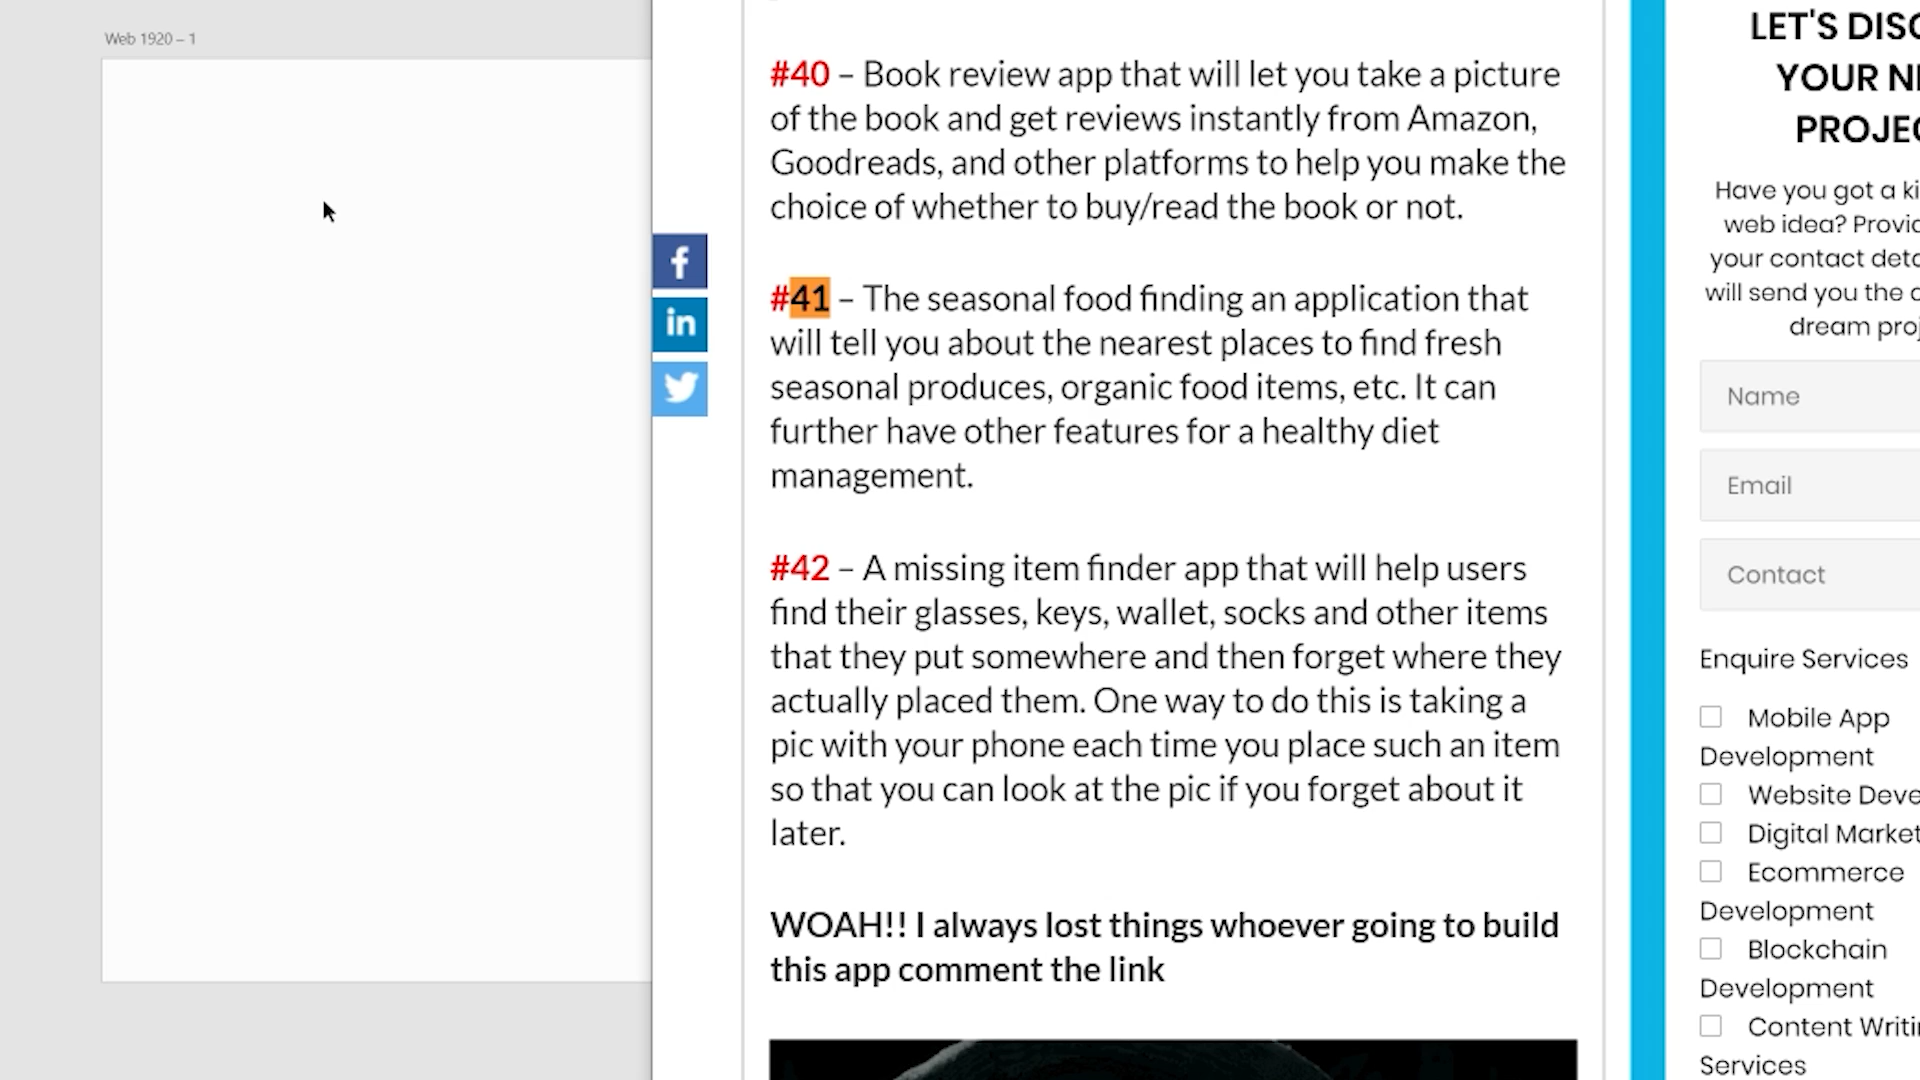 Web 1920 – 1
#40 – Book review app that will let you take a picture
of the book and get reviews instantly from Amazon,
Goodreads, and other platforms to help you make the
choice of whether to buy/read the book or not.
#41 – The seasonal food finding an application that
will tell you about the nearest places to find fresh
seasonal produces, organic food items, etc. It can
further have other features for a healthy diet
management.
#42 – A missing item finder app that will help users
find their glasses, keys, wallet, socks and other items
that they put somewhere and then forget where they
actually placed them. One way to do this is taking a
pic with your phone each time you place such an item
so that you can look at the pic if you forget about it
later.
WOAH!! I always lost things whoever going to build
this app comment the link
f
in
LET'S
YOUR
Have you got a
web idea?
your contact
will send you the
dream
Name
Email
Contact
Enquire Services
Mobile App
Development
Website
Digital
Ecommerce
Development
Blockchain
Development
Content
Services